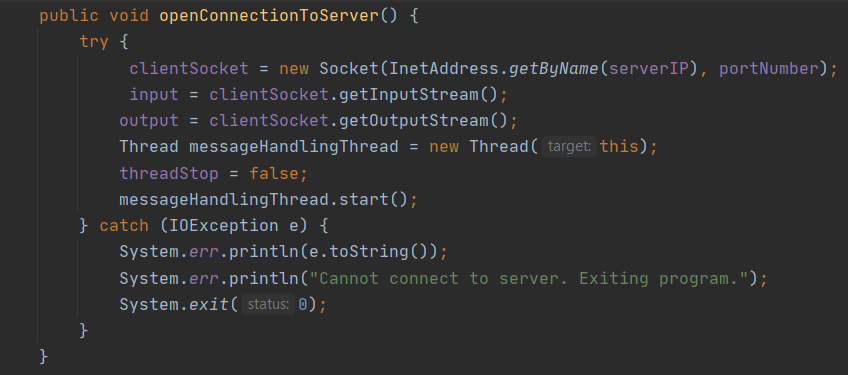 public void openConnectionToServer() {
try {
clientSocket = new Socket(InetAddress.getByName(serverIP), portNumber);
input = clientSocket.getInputStream();
output = clientSocket.getOutputStream();
Thread messageHandlingThread = new Thread( target: this);
threadStop = false;
messageHandlingThread.start();
} catch (IOException e) {
System.err.println(e.toString());
System.err.println("Cannot connect to server. Exiting program.");
System.exit( status: 0);
}
}